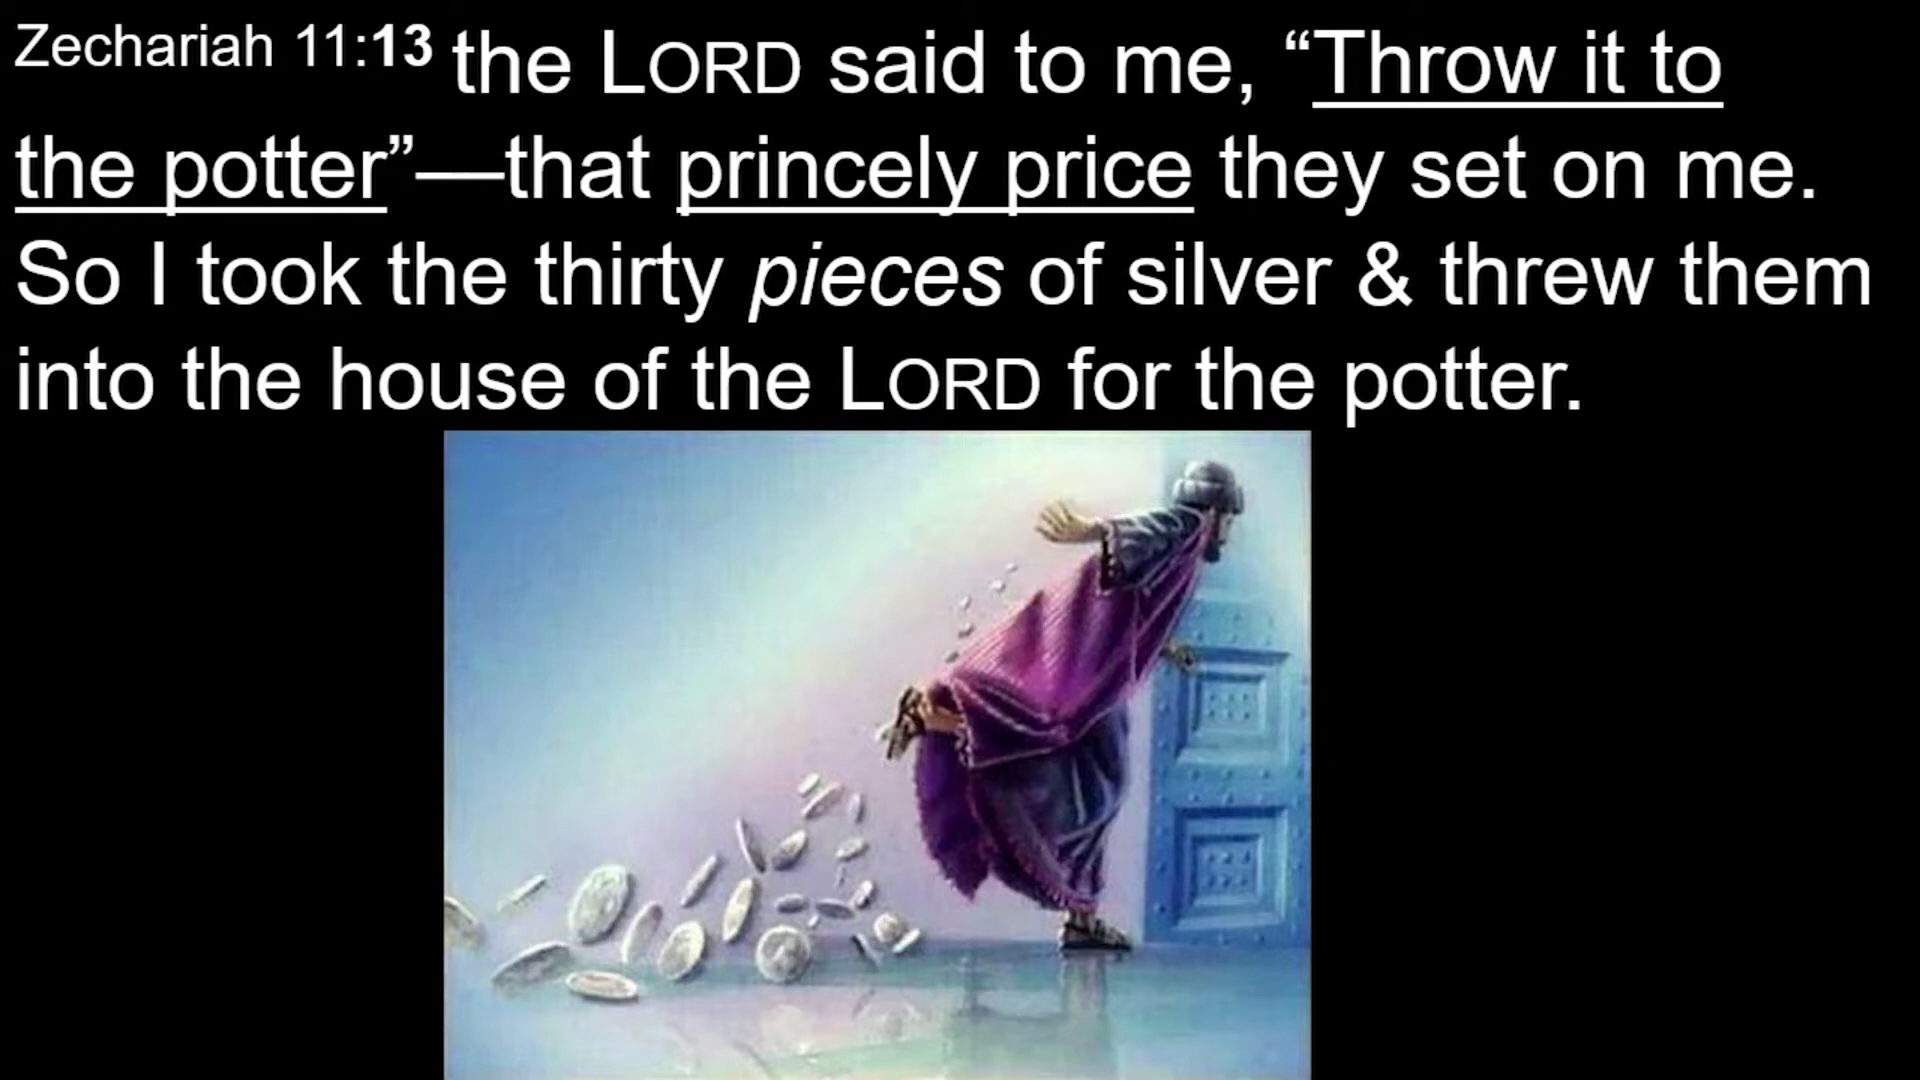 Zechariah 11:13 the LORD said to me, “Throw it to
the potter”—that princely price they set on me.
So I took the thirty pieces of silver & threw them
into the house of the LORD for the potter.